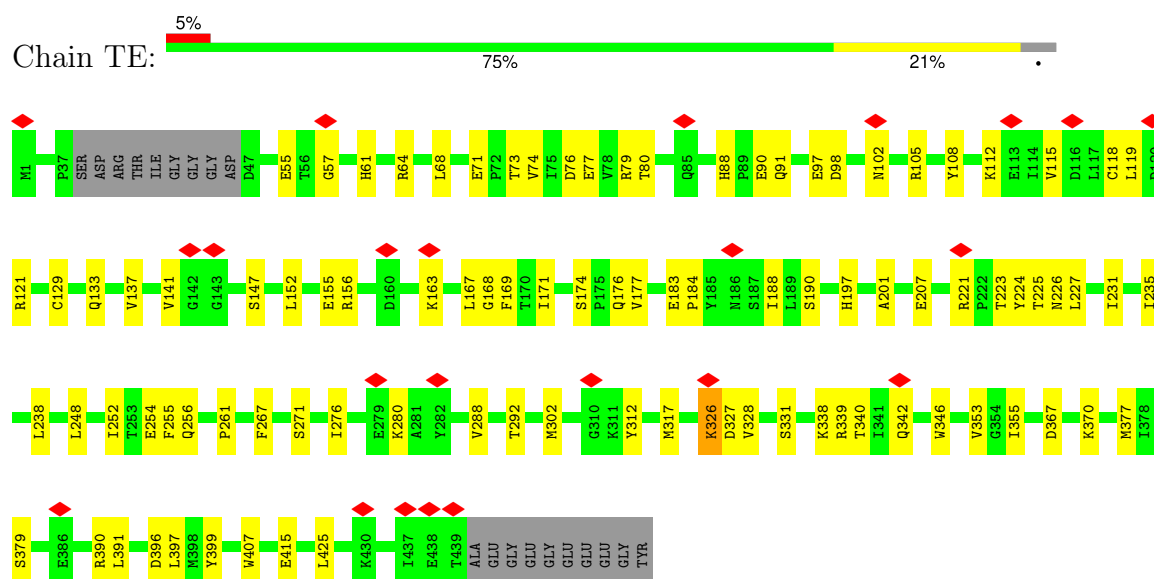 5%
Chain TE:
75% 21% •
M1 P37 SER ASP ARG THR ILE GLY GLY GLY ASP D47 E55 T56 G57 H61 R64 L68 E71 P72 T73 V74 I75 D76 E77 V78 R79 T80 Q85 H88 P89 E90 Q91 E97 D98 N102 R105 Y108 K112 E113 I114 V115 D116 L117 C118 L119
R121 C129 Q133 V137 V141 G142 G143 S147 L152 E155 R156 D160 K163 L167 G168 F169 T170 I171 S174 P175 Q176 V177 E183 P184 Y185 N186 S187 I188 L189 S190 H197 A201 E207 R221 P222 T223 Y224 T225 N226 L227 I231 I235
L238 L248 I252 T253 E254 F255 Q256 P261 F267 S271 I276 E279 K280 A281 Y282 V288 T292 M302 G310 K311 Y312 M317 K326 D327 V328 S331 K338 R339 T340 I341 Q342 W346 V353 G354 I355 D367 K370 M377 I378
S379 E386 R390 L391 D396 L397 M398 Y399 W407 E415 L425 K430 I437 E438 T439 ALA GLU GLY GLU GLY GLU GLU GLU GLY TYR